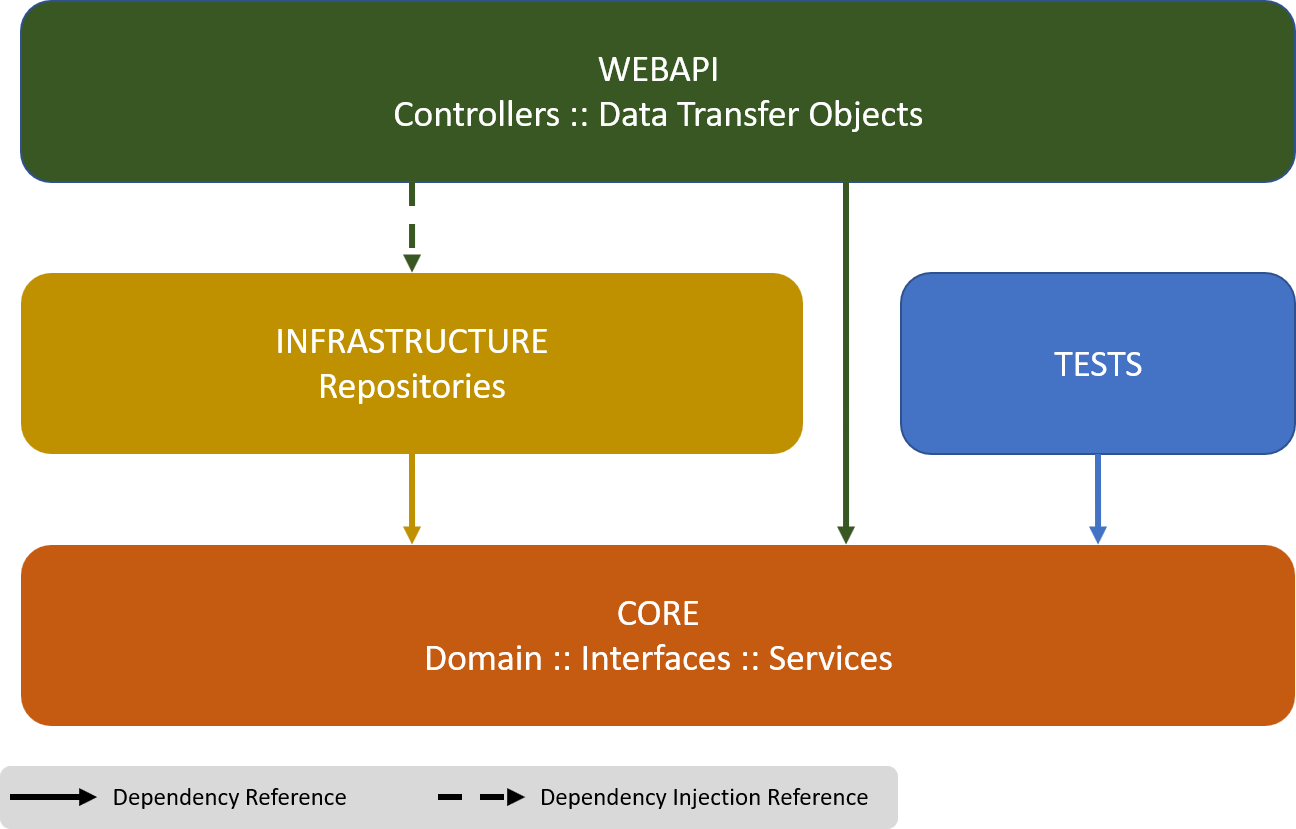 WEBAPI
Controllers :: Data Transfer Objects
INFRASTRUCTURE
Repositories
TESTS
CORE
Domain :: Interfaces :: Services
Dependency Reference
Dependency Injection Reference